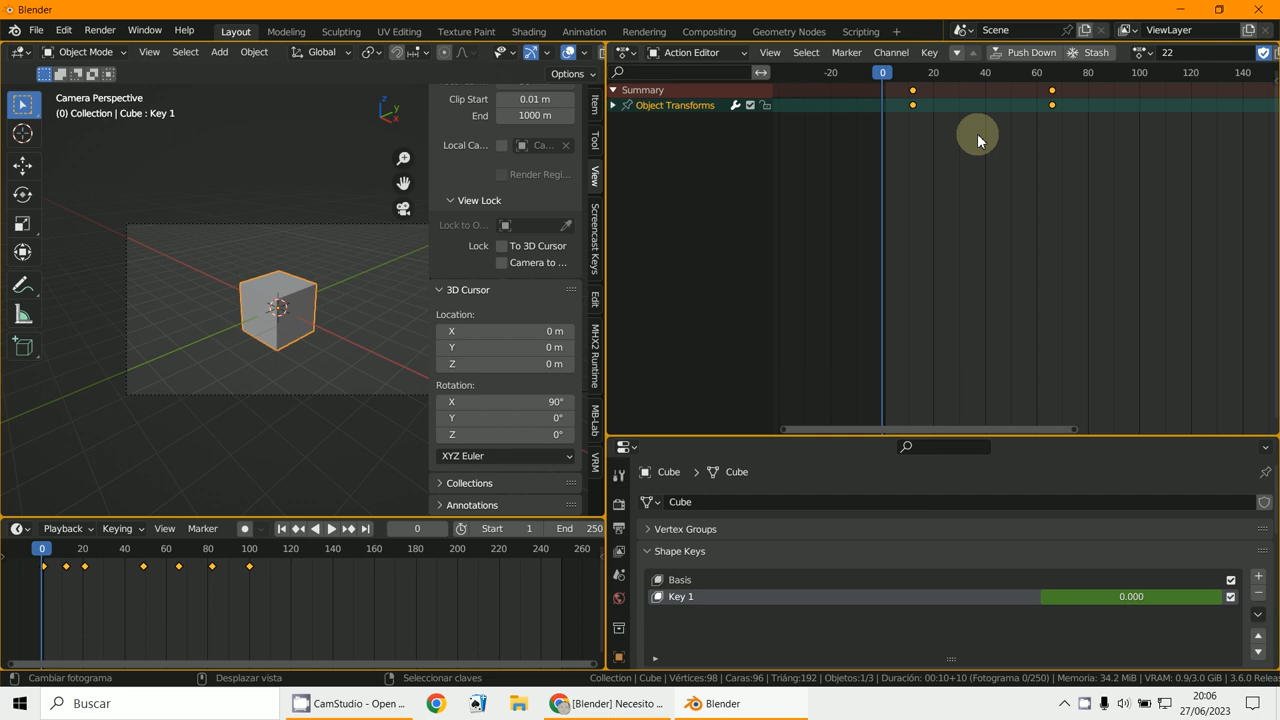 Blender
File Edit Render Window Help Layout Modeling Sculpting UV Editing Texture Paint Shading Animation Rendering Compositing Geometry Nodes Scripting + Scene ViewLayer
Object Mode View Select Add Object Global
Options
Camera Perspective
(0) Collection | Cube : Key 1
Z
Y
Clip Start 0.01 m
End 1000 m
Local Ca... Ca...
Render Regi...
View Lock
Lock to O...
Lock To 3D Cursor
Camera to ...
3D Cursor
Location:
X 0 m
Y 0 m
Z 0 m
Rotation:
X 90°
Y 0°
Z 0°
XYZ Euler
Collections
Annotations
Item
Tool
View
Screencast Keys
Edit
MHX2 Runtime
MB-Lab
VRM
Action Editor View Select Marker Channel Key Push Down Stash 22
-20 0 20 40 60 80 100 120 140
Summary
Object Transforms
Cube Cube
Cube
Vertex Groups
Shape Keys
Basis
Key 1 0.000
Playback Keying View Marker 0 Start 1 End 250
0 20 40 60 80 100 120 140 160 180 200 220 240 260
Cambiar fotograma Desplazar vista Seleccionar claves Collection | Cube | Vértices:98 | Caras:96 | Triáng:192 | Objetos:1/3 | Duración: 00:10+10 (Fotograma 0/250) | Memoria: 34.2 MiB | VRAM: 0.9/3.0 GiB | 3.6.0 Releas
Buscar CamStudio - Open ... [Blender] Necesito ... Blender 20:06
27/06/2023